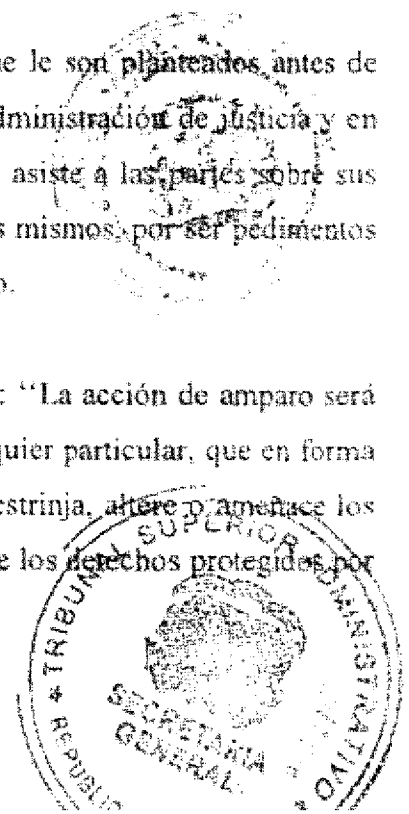 e le son planteados antes de
dministración de justicia y en
asiste a las partes sobre sus
s mismos, por ser pedimentos
o.
: “La acción de amparo será
quier particular, que en forma
estrinja, altere o amenace los
e los derechos protegidos por
TRIBUNAL SUPERIOR ADMINISTRATIVO
SECRETARIA
GENERAL
REPUBLIC